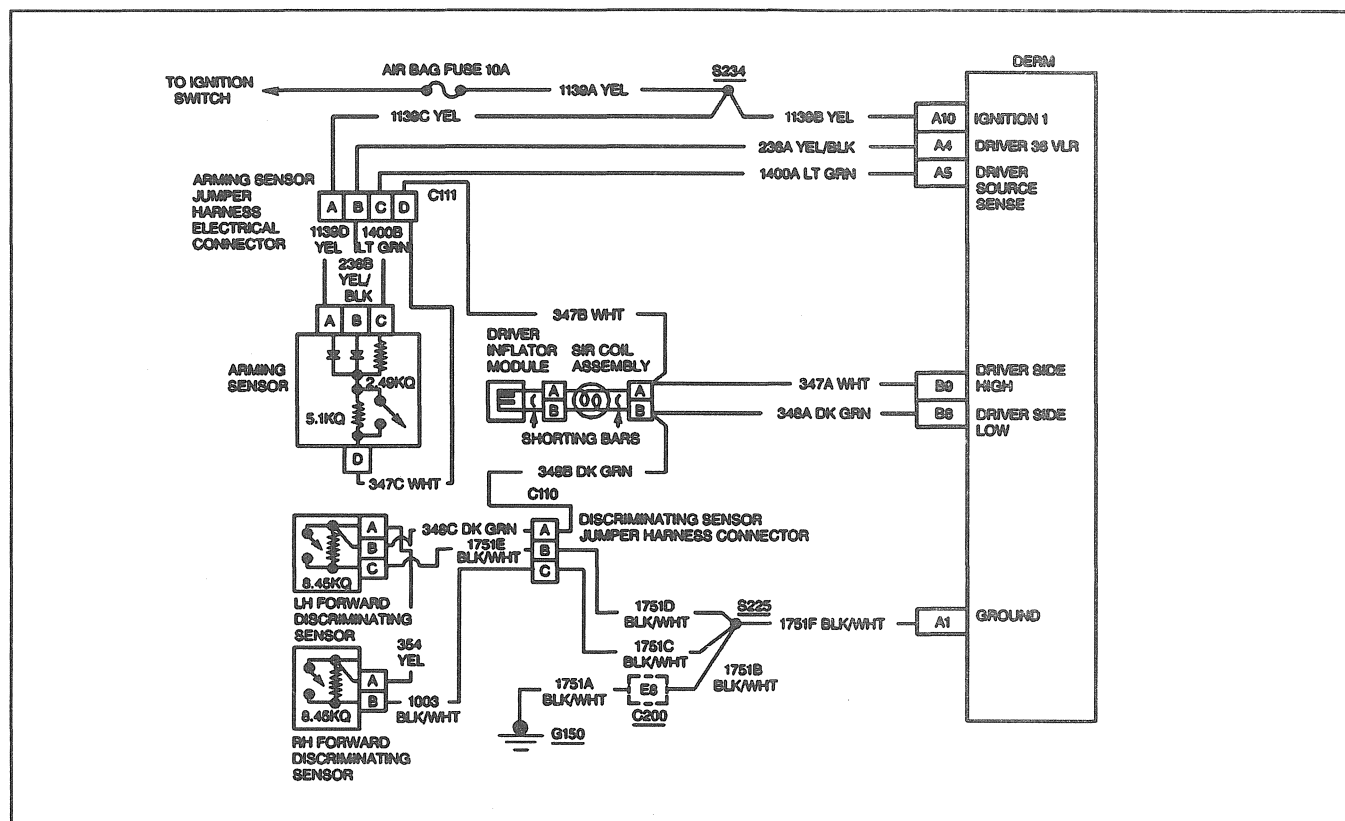 DERM
AIR BAG FUSE 10A
S234
TO IGNITION
SWITCH
1139A YEL
1139C YEL
1139B YEL
A10
IGNITION 1
236A YEL/BLK
A4
DRIVER 36 VLR
1400A LT GRN
A5
DRIVER
SOURCE
SENSE
ARMING SENSOR
JUMPER
HARNESS
ELECTRICAL
CONNECTOR
A B C D
C111
1139D
YEL
1400B
LT GRN
236B
YEL/
BLK
A B C
347B WHT
DRIVER
INFLATOR
MODULE
SIR COIL
ASSEMBLY
ARMING
SENSOR
2.49KΩ
5.1KΩ
A
B
A
B
347A WHT
B9
DRIVER SIDE
HIGH
348A DK GRN
B8
DRIVER SIDE
LOW
SHORTING BARS
D
347C WHT
348B DK GRN
C110
DISCRIMINATING SENSOR
JUMPER HARNESS CONNECTOR
A
B
C
348C DK GRN
1751E
BLK/WHT
A
B
C
8.45KΩ
LH FORWARD
DISCRIMINATING
SENSOR
354
YEL
1751D
BLK/WHT
S225
1751F BLK/WHT
A1
GROUND
1751C
BLK/WHT
A
B
1003
BLK/WHT
8.45KΩ
1751A
BLK/WHT
E8
C200
1751B
BLK/WHT
G150
RH FORWARD
DISCRIMINATING
SENSOR